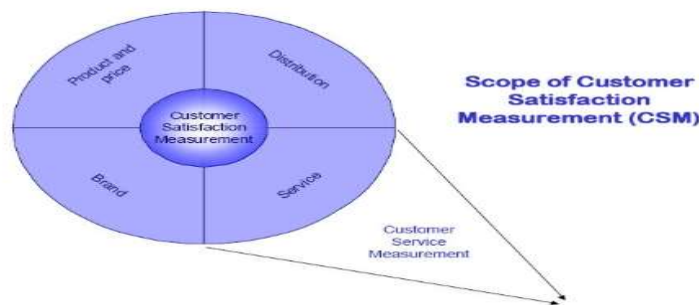 Product and
price
Distribution
Scope of Customer
Satisfaction
Measurement (CSM)
Customer
Satisfaction
Measurement
Brand
Service
Customer
Service
Measurement